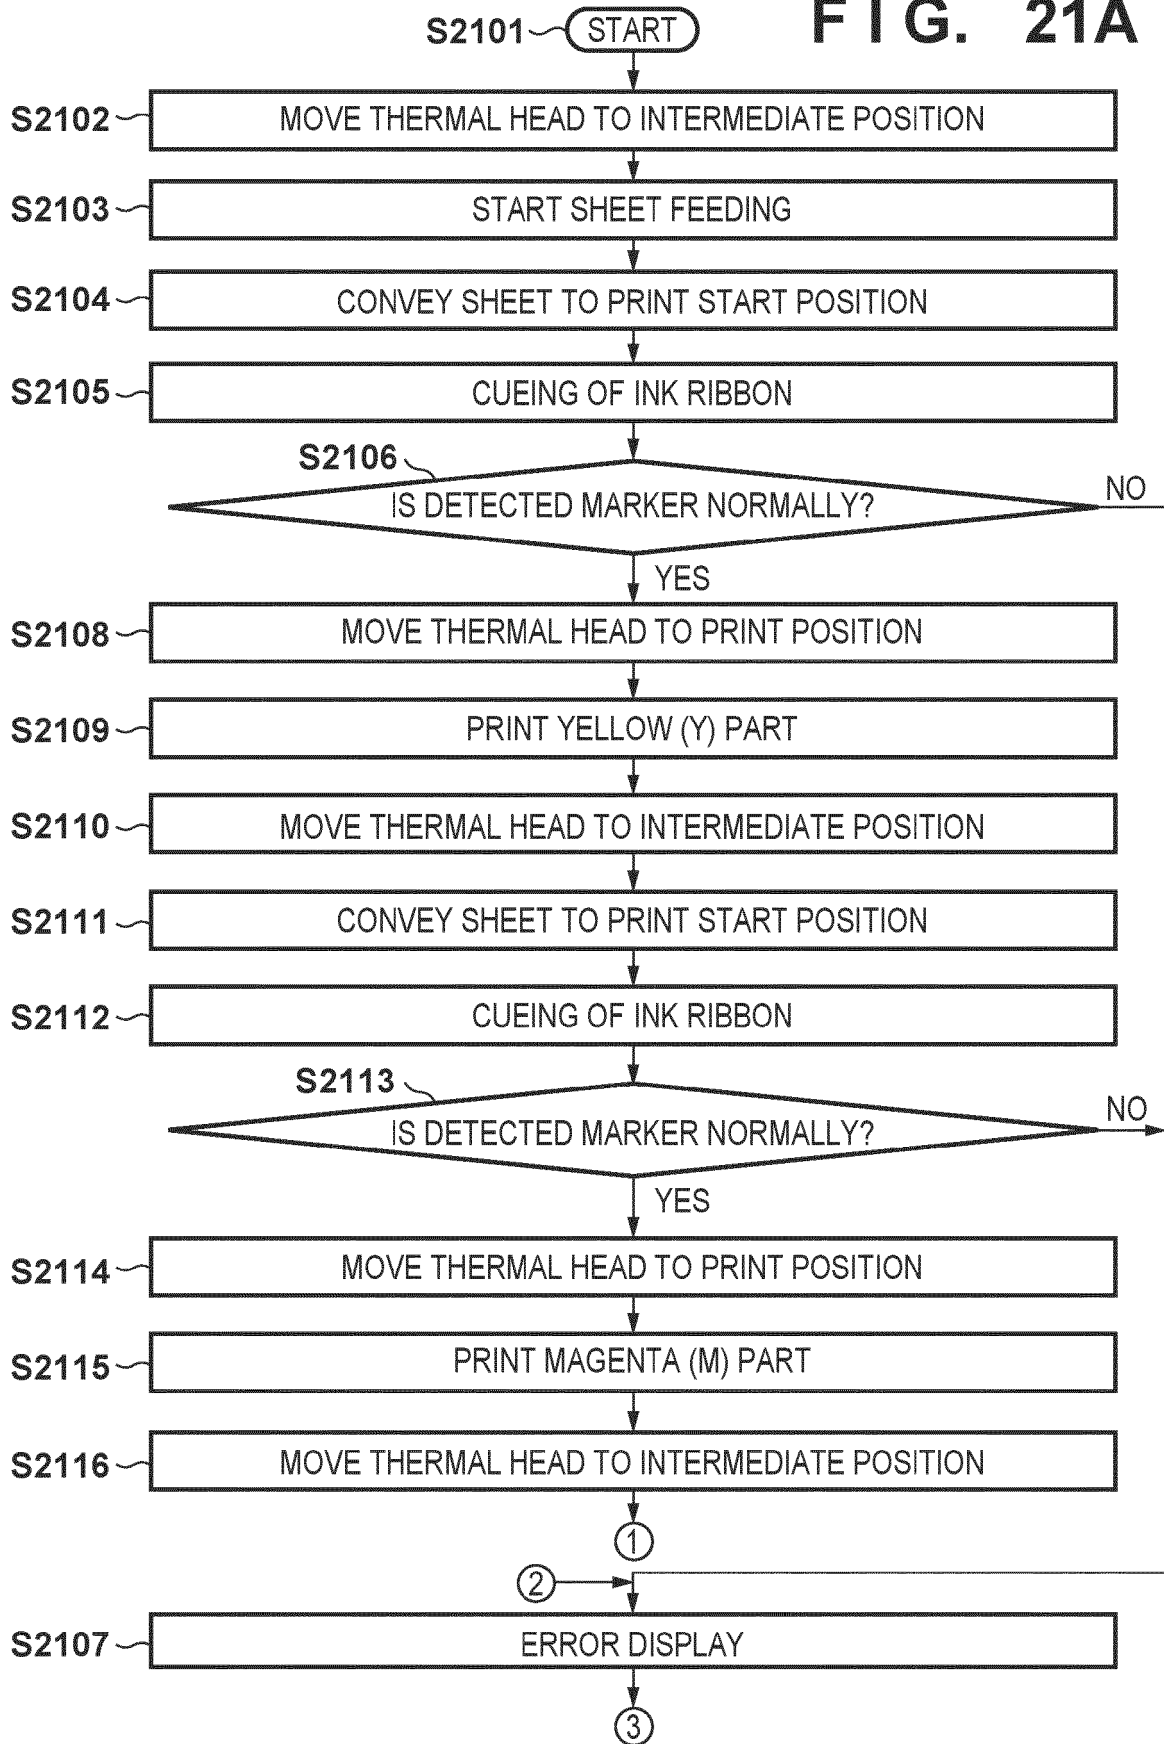 FIG. 21A
S2101 START
S2102 MOVE THERMAL HEAD TO INTERMEDIATE POSITION
S2103 START SHEET FEEDING
S2104 CONVEY SHEET TO PRINT START POSITION
S2105 CUEING OF INK RIBBON
S2106
IS DETECTED MARKER NORMALLY? NO
YES
S2108 MOVE THERMAL HEAD TO PRINT POSITION
S2109 PRINT YELLOW (Y) PART
S2110 MOVE THERMAL HEAD TO INTERMEDIATE POSITION
S2111 CONVEY SHEET TO PRINT START POSITION
S2112 CUEING OF INK RIBBON
S2113
IS DETECTED MARKER NORMALLY? NO
YES
S2114 MOVE THERMAL HEAD TO PRINT POSITION
S2115 PRINT MAGENTA (M) PART
S2116 MOVE THERMAL HEAD TO INTERMEDIATE POSITION
1
2
S2107 ERROR DISPLAY
3